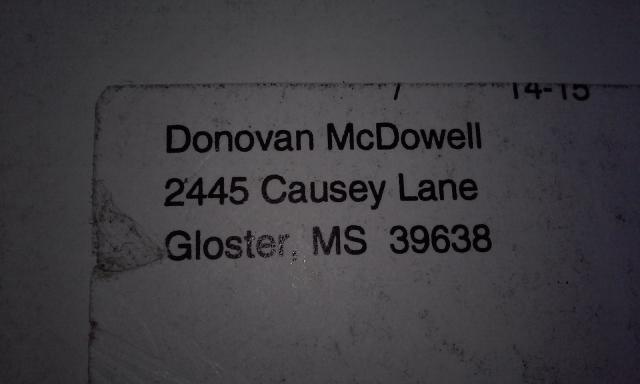 14-15
Donovan McDowell
2445 Causey Lane
Gloster, MS 39638